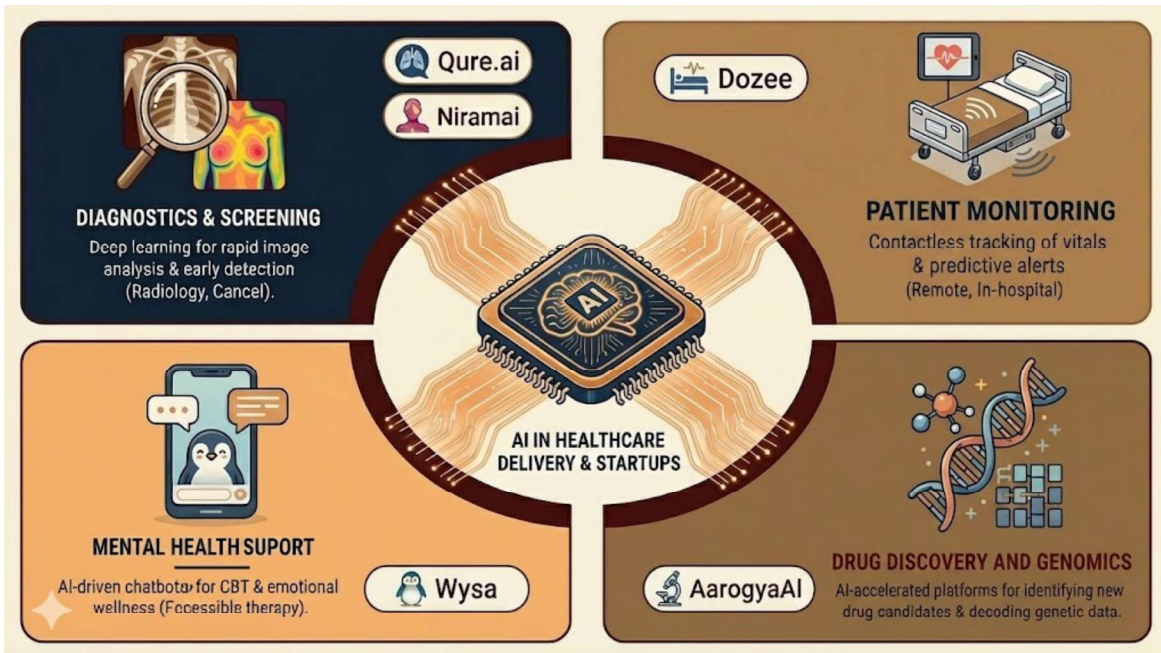 Qure.ai
Niramai
DIAGNOSTICS & SCREENING
Deep learning for rapid image
analysis & early detection
(Radiology, Cancel).
Dozee
PATIENT MONITORING
Contactless tracking of vitals
& predictive alerts
(Remote, In-hospital)
AI
AI IN HEALTHCARE
DELIVERY & STARTUPS
MENTAL HEALTH SUPORT
AI-driven for CBT & emotional
wellness (Foccessible therapy).
Wysa
DRUG DISCOVERY AND GENOMICS
AI-accelerated platforms for identifying new
drug candidates & decoding genetic data.
AarogyaAI